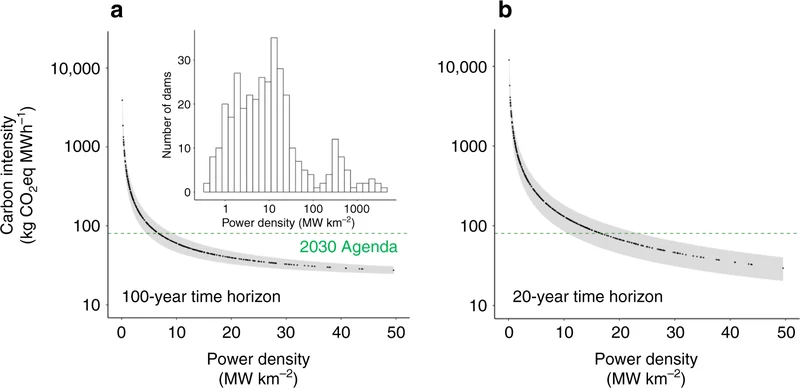 a
10,000
1000
100
10
Carbon intensity
(kg CO₂eq MWh⁻¹)
0
10
20
30
40
50
Power density
(MW km⁻²)
2030 Agenda
100-year time horizon
Number of dams
30
20
10
0
1
10
100
1000
Power density (MW km⁻²)
b
10,000
1000
100
10
0
10
20
30
40
50
Power density
(MW km⁻²)
20-year time horizon